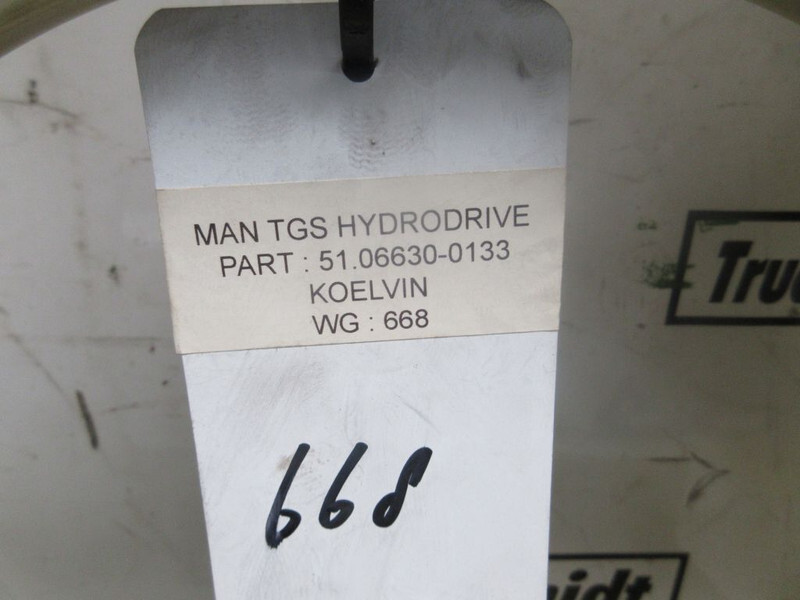 MAN TGS HYDRODRIVE
PART : 51.06630-0133
KOELVIN
WG : 668
668